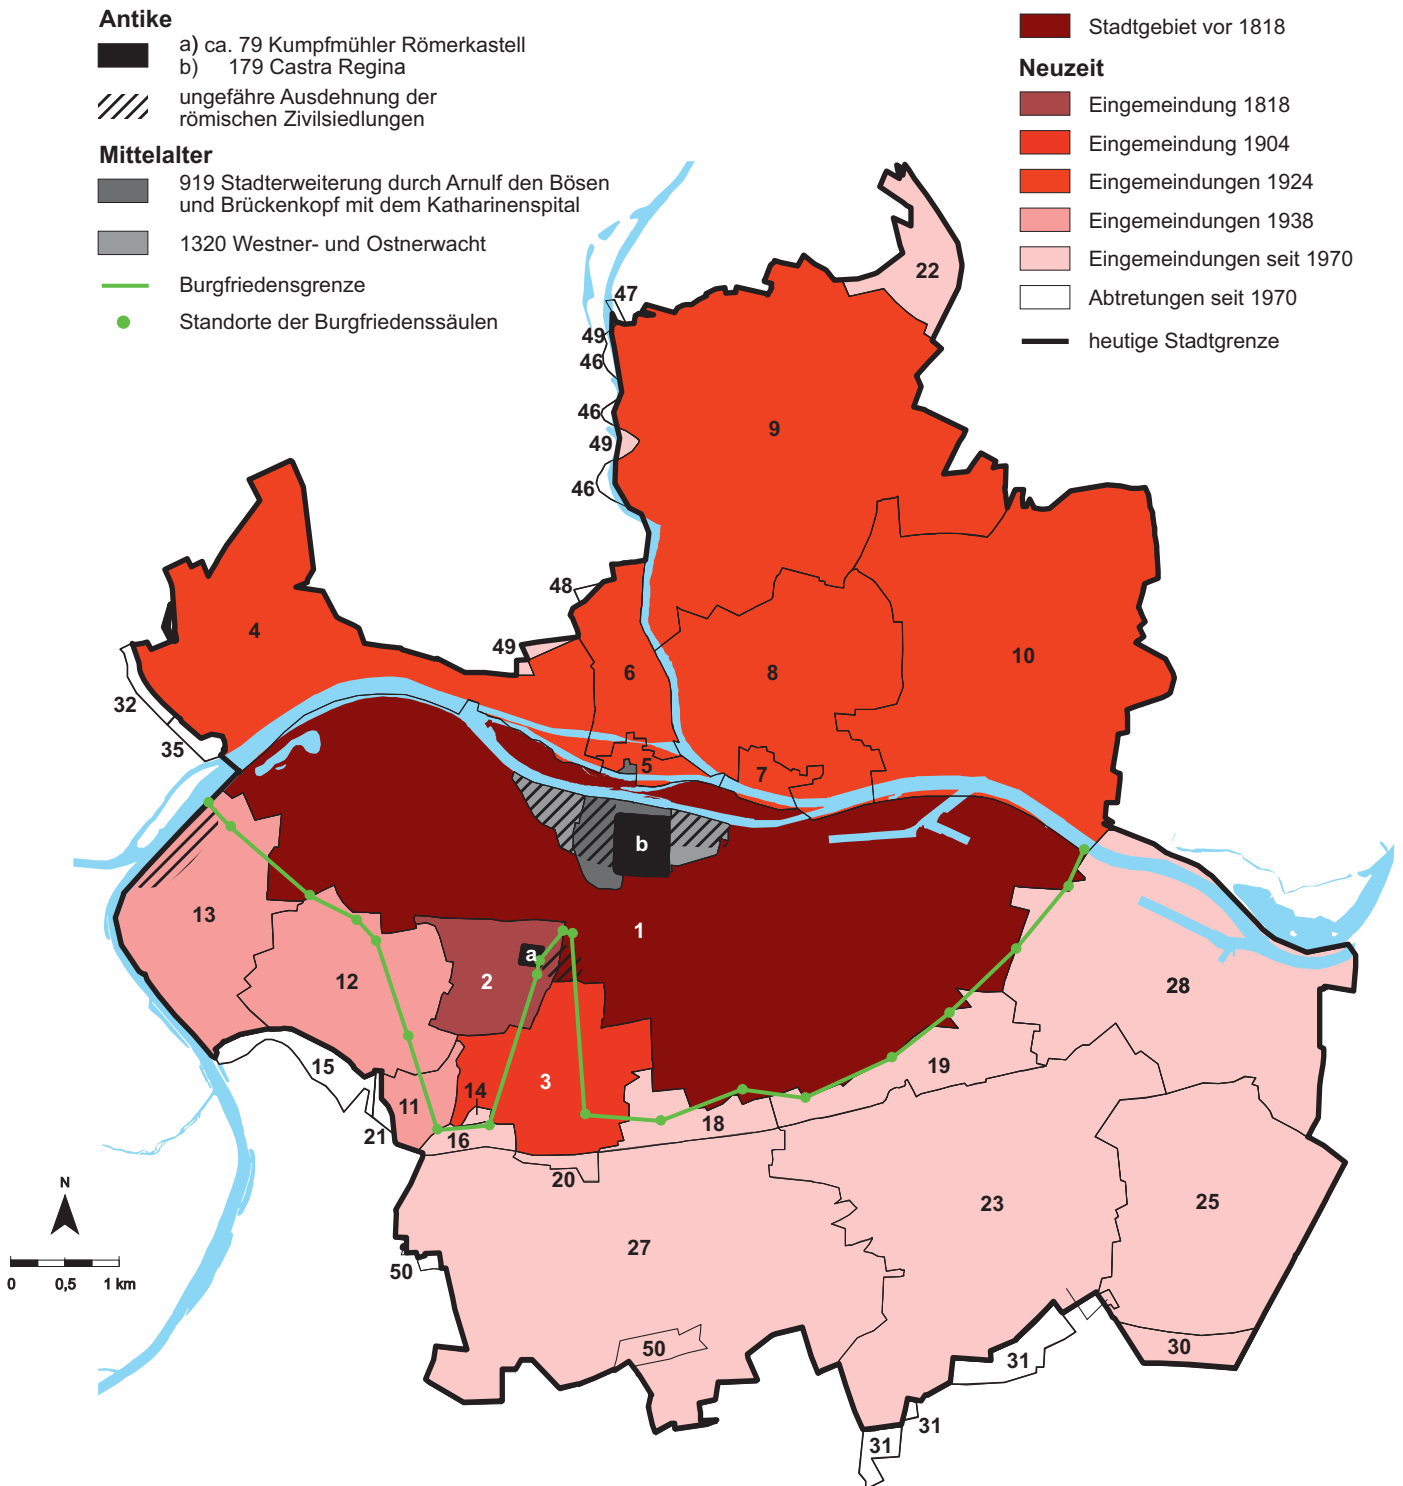 Antike
a) ca. 79 Kumpfmühler Römerkastell
b) 179 Castra Regina
ungefähre Ausdehnung der
römischen Zivilsiedlungen
Mittelalter
919 Stadterweiterung durch Arnulf den Bösen
und Brückenkopf mit dem Katharinenspital
1320 Westner- und Ostnerwacht
Burgfriedensgrenze
Standorte der Burgfriedenssäulen
Stadtgebiet vor 1818
Neuzeit
Eingemeindung 1818
Eingemeindung 1904
Eingemeindungen 1924
Eingemeindungen 1938
Eingemeindungen seit 1970
Abtretungen seit 1970
heutige Stadtgrenze
22
47
49
46
46
9
49
46
48
4
49
6
8
10
32
35
5
7
b
13
1
a
2
12
28
15
19
3
14
11
18
21
16
20
N
23
25
27
50
0 0,5 1 km
50
30
31
31
31